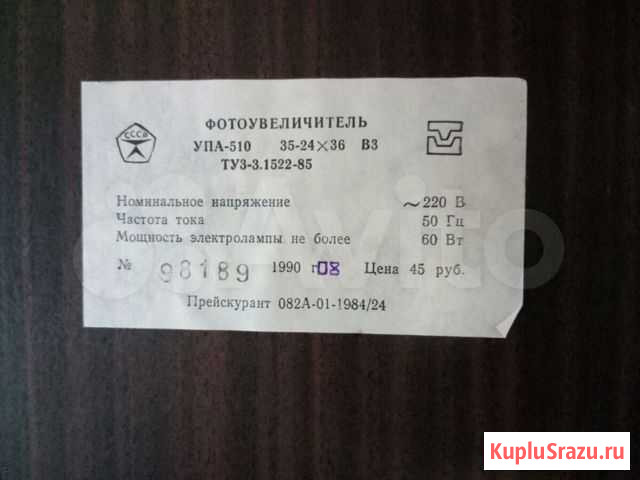 СССР
ФОТОУВЕЛИЧИТЕЛЬ
УПА-510 35-24×36 В3
ТУ3-3.1522-85
Номинальное напряжение ~220 В
Частота тока 50 Гц
Мощность электролампы не более 60 Вт
№ 98189 1990 г 08 Цена 45 руб.
Прейскурант 082А-01-1984/24
Avito
KupluSrazu.ru